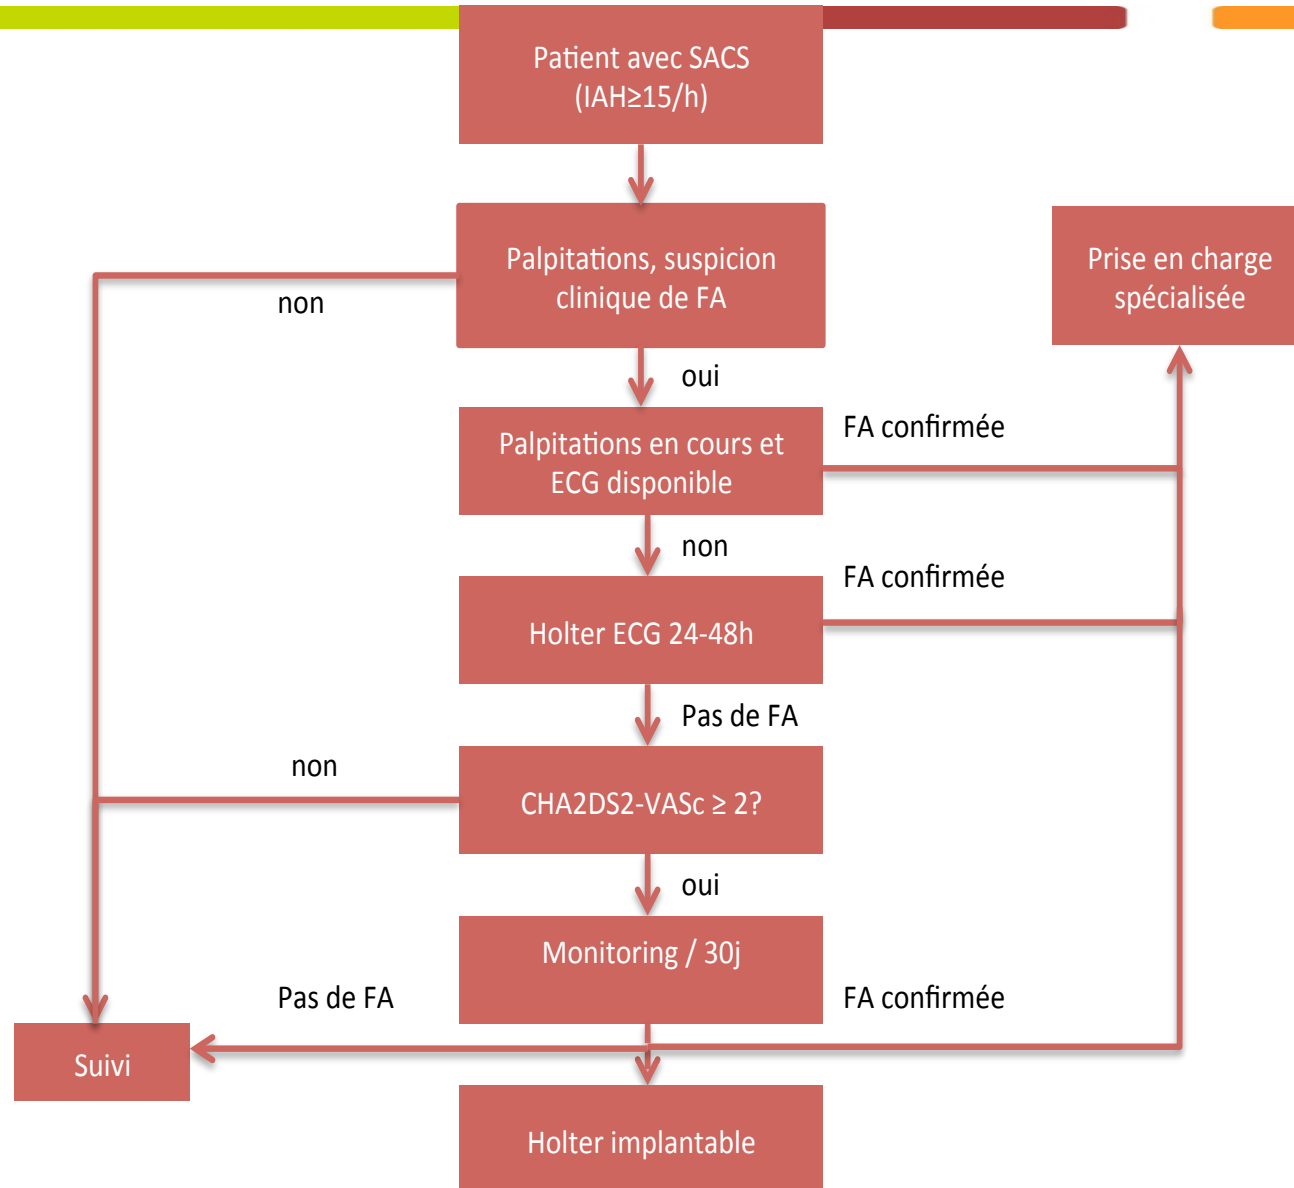 Patient avec SACS
(IAH≥15/h)
Palpitations, suspicion
clinique de FA
Prise en charge
spécialisée
non
oui
Palpitations en cours et
ECG disponible
FA confirmée
non
Holter ECG 24-48h
FA confirmée
Pas de FA
non
CHA2DS2-VASc ≥ 2?
oui
Monitoring / 30j
Pas de FA
FA confirmée
Suivi
Holter implantable